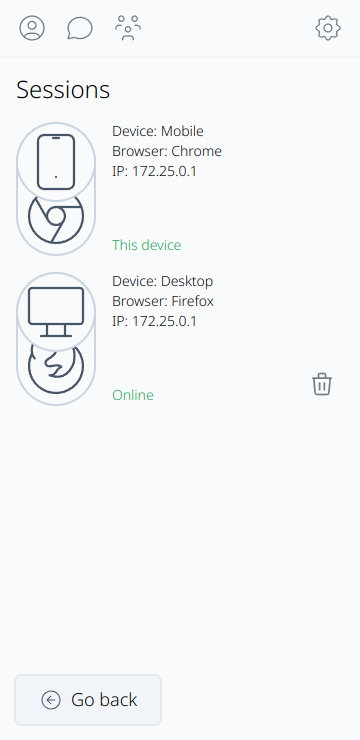 Sessions
Device: Mobile
Browser: Chrome
IP: 172.25.0.1
This device
Device: Desktop
Browser: Firefox
IP: 172.25.0.1
Online
Go back